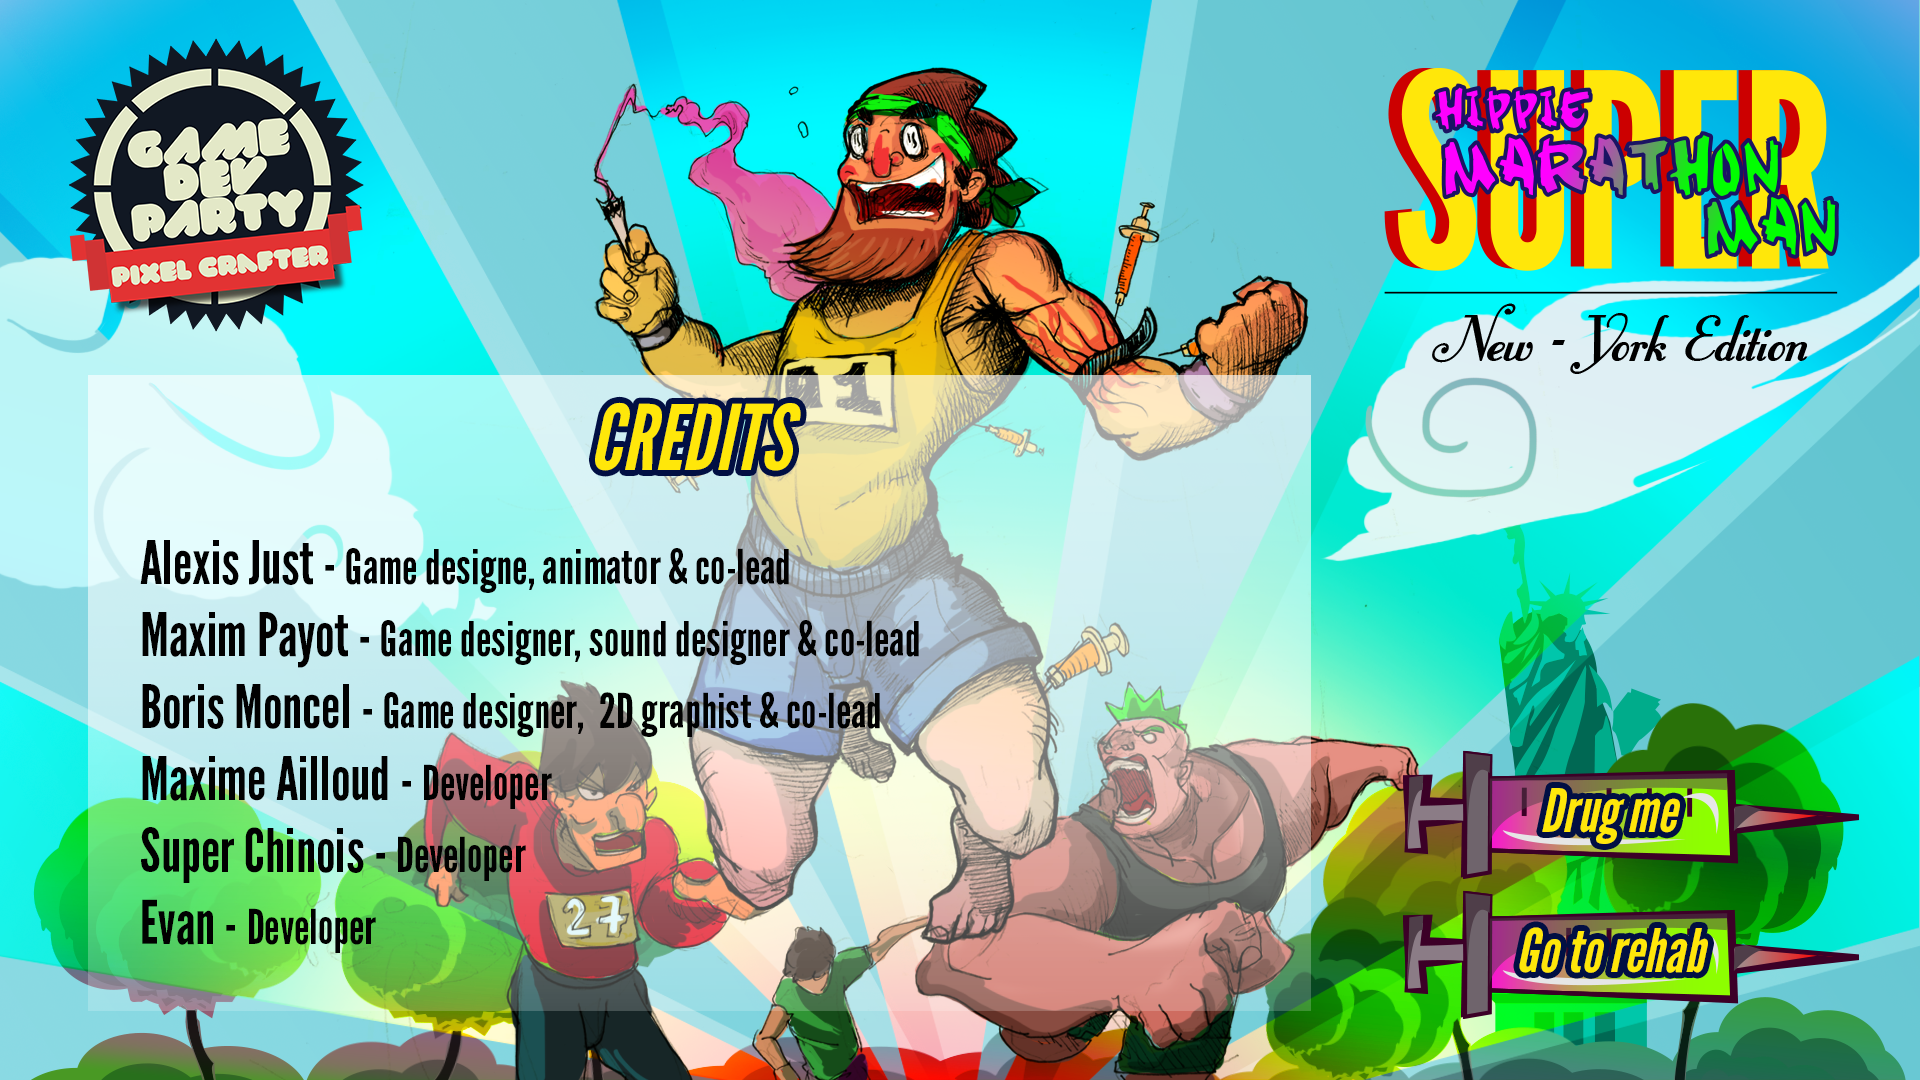 GAME
DEV
PARTY
PIXEL CRAFTER
SUPER
HIPPIE
MARATHON
MAN
New - York Edition
11
CREDITS
Alexis Just - Game designe, animator & co-lead
Maxim Payot - Game designer, sound designer & co-lead
Boris Moncel - Game designer, 2D graphist & co-lead
Maxime Ailloud - Developer
Super Chinois - Developer
Evan - Developer
27
Drug me
Go to rehab